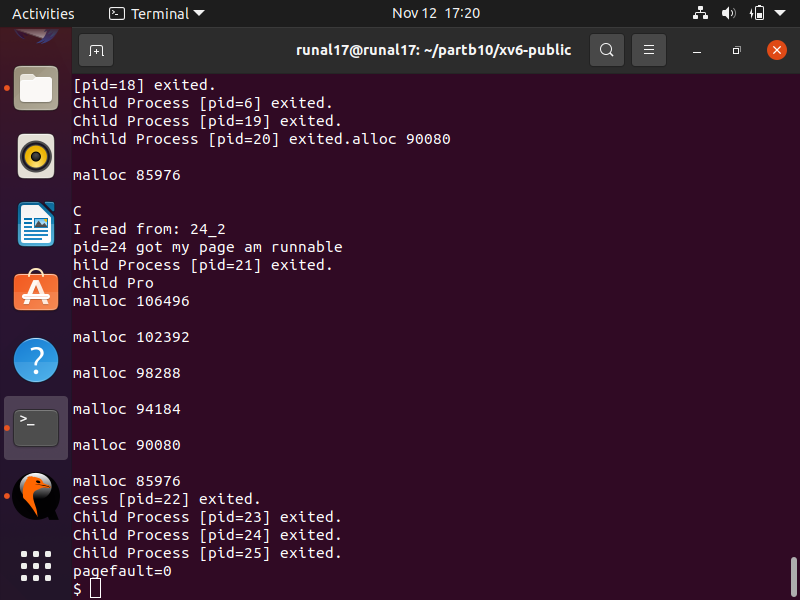 Activities
Terminal
Nov 12 17:20
runal17@runal17: ~/partb10/xv6-public
[pid=18] exited.
Child Process [pid=6] exited.
Child Process [pid=19] exited.
mChild Process [pid=20] exited.alloc 90080
malloc 85976
C
I read from: 24_2
pid=24 got my page am runnable
hild Process [pid=21] exited.
Child Pro
malloc 106496
malloc 102392
malloc 98288
malloc 94184
malloc 90080
malloc 85976
cess [pid=22] exited.
Child Process [pid=23] exited.
Child Process [pid=24] exited.
Child Process [pid=25] exited.
pagefault=0
$